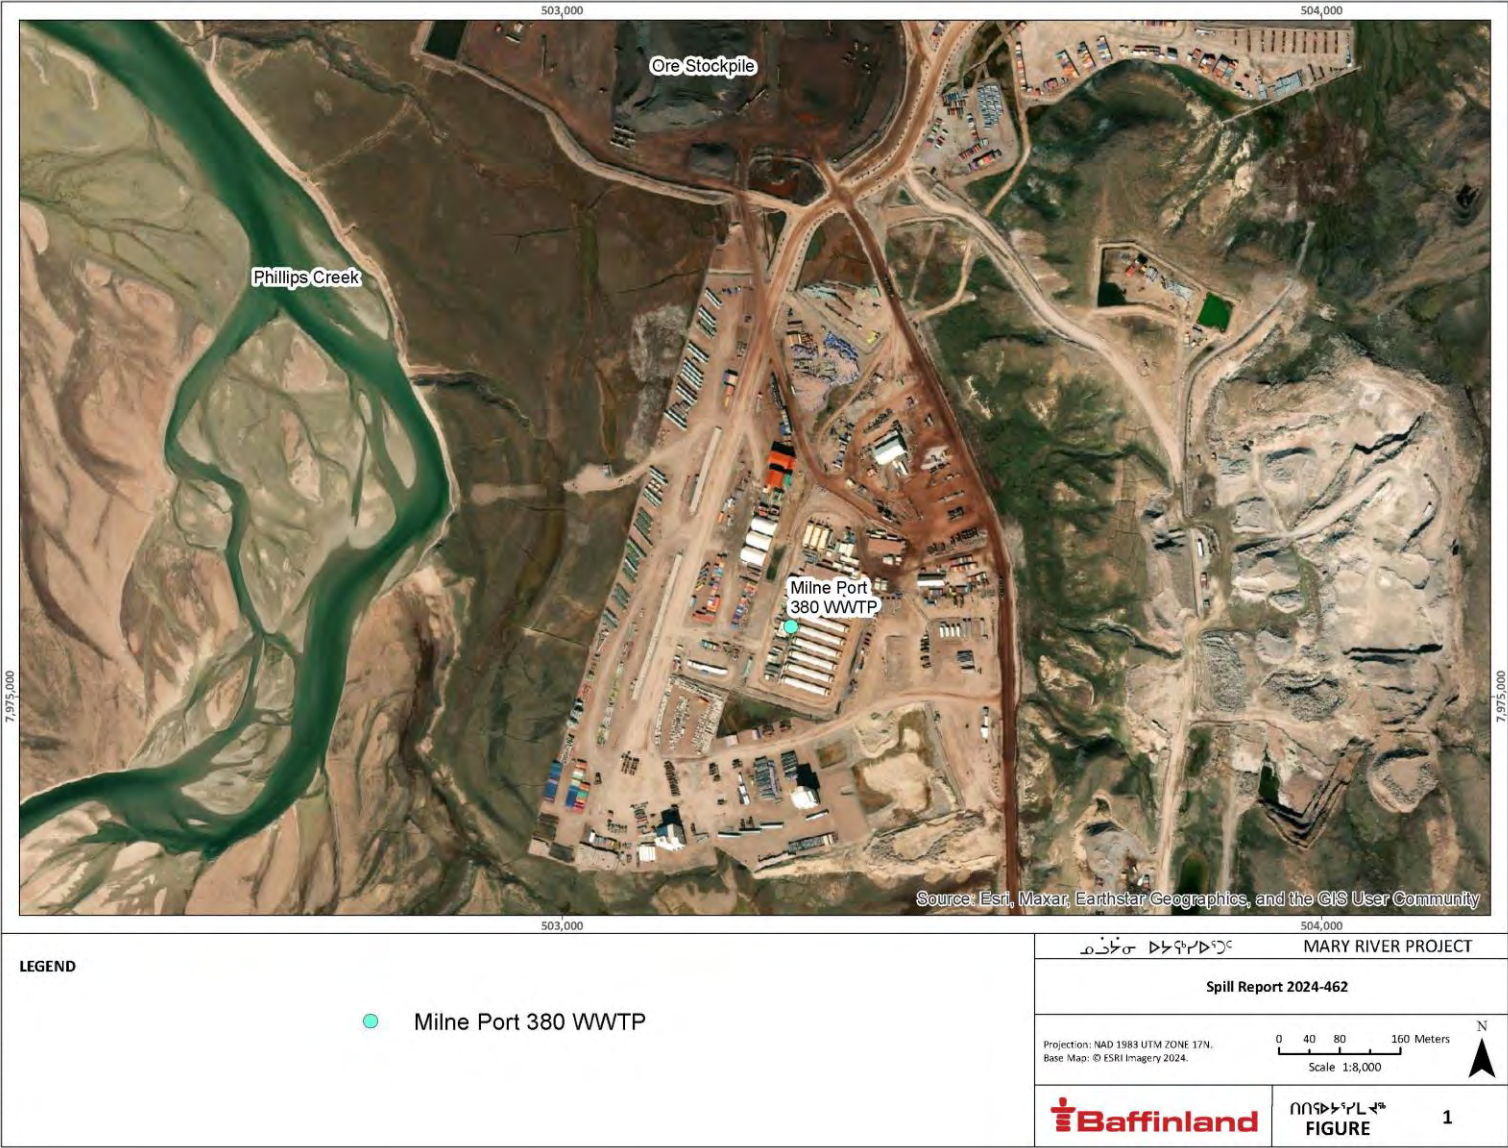 503,000
504,000
Ore Stockpile
Phillips Creek
Milne Port
380 WWTP
7,975,000
7,975,000
Source: Esri, Maxar, Earthstar Geographics, and the GIS User Community
503,000
504,000
LEGEND
Milne Port 380 WWTP
MARY RIVER PROJECT
Spill Report 2024-462
Projection: NAD 1983 UTM ZONE 17N.
Base Map: © ESRI Imagery 2024.
0 40 80 160 Meters
Scale 1:8,000
N
Baffinland
FIGURE
1